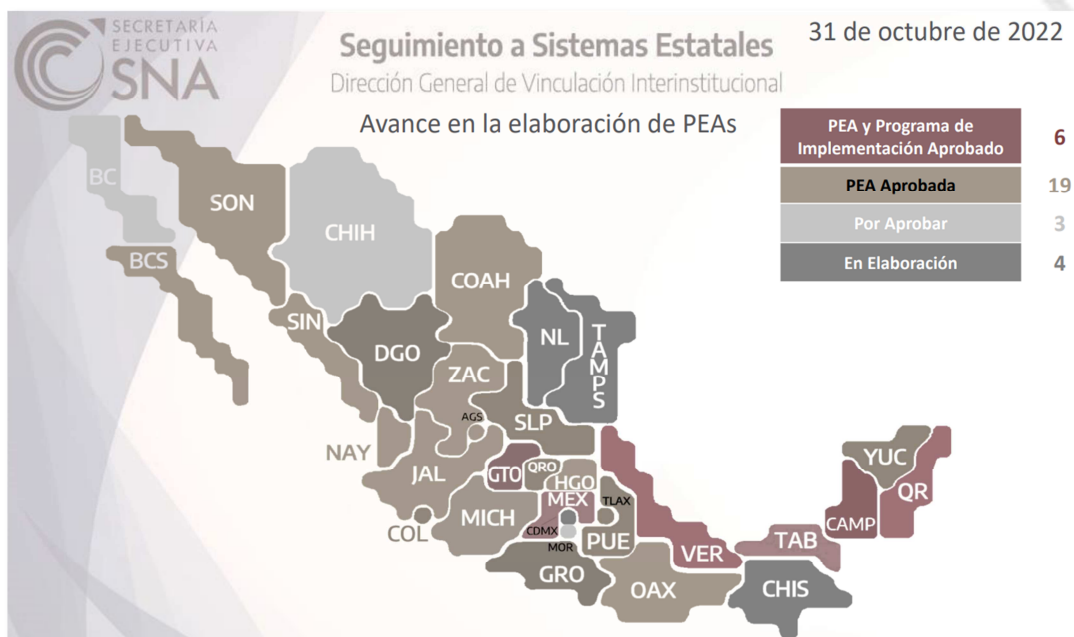 SECRETARÍA
EJECUTIVA
SNA
Seguimiento a Sistemas Estatales
Dirección General de Vinculación Interinstitucional
31 de octubre de 2022
Avance en la elaboración de PEAs
PEA y Programa de
Implementación Aprobado
6
PEA Aprobada
19
Por Aprobar
3
En Elaboración
4
BC
SON
CHIH
BCS
COAH
SIN
DGO
NL
TAMPS
ZAC
AGS
SLP
NAY
JAL
GTO
QRO
HGO
YUC
QR
COL
MICH
MEX
TLAX
CDMX
MOR
PUE
VER
TAB
CAMP
GRO
OAX
CHIS